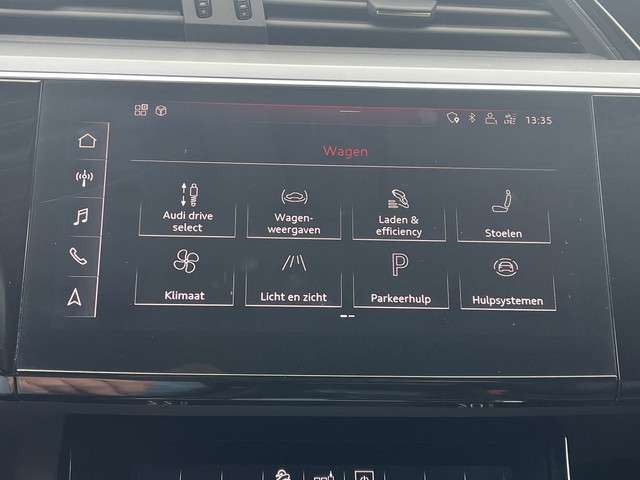 13:35
Wagen
Audi drive
select
Wagen-
weergaven
Laden &
efficiency
Stoelen
Klimaat
Licht en zicht
P
Parkeerhulp
Hulpsystemen